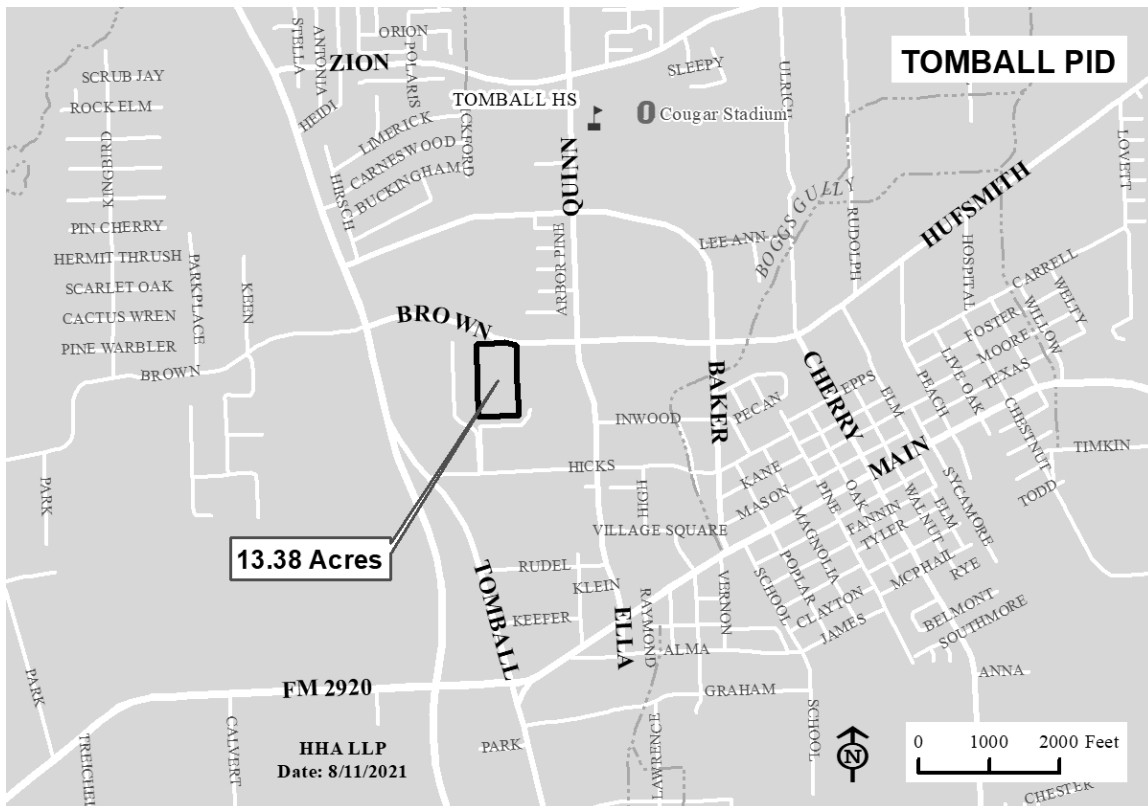 TOMBALL PID
STELLA
ANTONIA
ORION
POLARIS
ZION
SLEEPY
ULRICH
SCRUB JAY
ROCK ELM
HEIDI
TOMBALL HS
Cougar Stadium
LIMERICK
CARNESWOOD
BUCKINGHAM
ICKFORD
KINGBIRD
HIRSCH
QUINN
LOVETT
HUFSMITH
BOGGS GULLY
RUDOLPH
HOSPITAL
LEE ANN
PIN CHERRY
HERMIT THRUSH
SCARLET OAK
CACTUS WREN
PINE WARBLER
PARKPLACE
KEEN
BROWN
ARBOR PINE
BROWN
CARRELL
WELTY
WILLOW
FOSTER
MOORE
TEXAS
LIVE OAK
PEACH
EPPS
ELM
CHERRY
BAKER
PECAN
INWOOD
MAIN
CHESTNUT
TIMKIN
TODD
PARK
HICKS
HIGH
KANE
MASON
PINE
OAK
FANNIN
TYLER
WALNUT
ELM
SYCAMORE
VILLAGE SQUARE
MAGNOLIA
POPLAR
SCHOOL
MCPHAIL
RYE
13.38 Acres
RUDEL
KLEIN
KEEFER
TOMBALL
ELLA
RAYMOND
VERNON
CLAYTON
JAMES
BELMONT
SOUTHMORE
ALMA
ANNA
PARK
FM 2920
GRAHAM
SCHOOL
LAWRENCE
CALVERT
TREICHEL
PARK
HHA LLP
Date: 8/11/2021
N
0 1000 2000 Feet
CHESTER